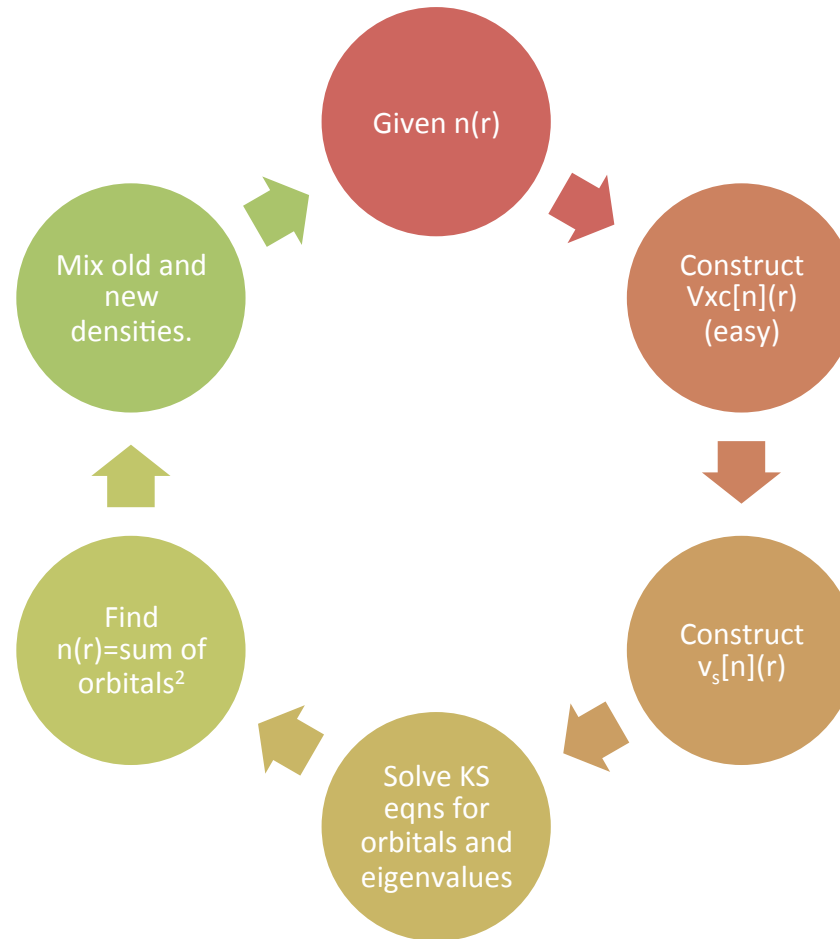 Given n(r)
Construct
Vxc[n](r)
(easy)
Construct
vₛ[n](r)
Solve KS
eqns for
orbitals and
eigenvalues
Find
n(r)=sum of
orbitals²
Mix old and
new
densities.